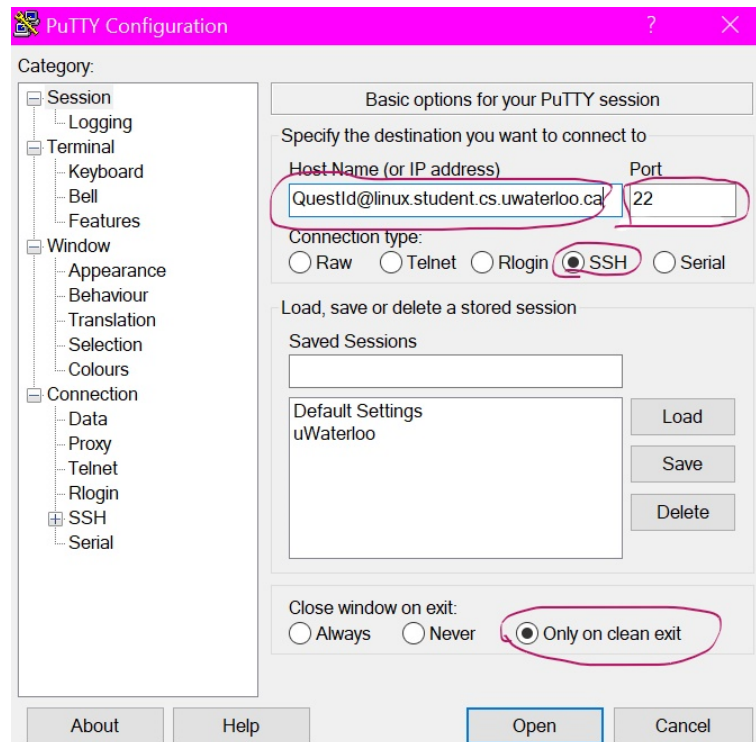 PuTTY Configuration
Category:
Session
Logging
Terminal
Keyboard
Bell
Features
Window
Appearance
Behaviour
Translation
Selection
Colours
Connection
Data
Proxy
Telnet
Rlogin
SSH
Serial
Basic options for your PuTTY session
Specify the destination you want to connect to
Host Name (or IP address) Port
QuestId@linux.student.cs.uwaterloo.ca 22
Connection type:
Raw Telnet Rlogin SSH Serial
Load, save or delete a stored session
Saved Sessions
Default Settings
uWaterloo
Load
Save
Delete
Close window on exit:
Always Never Only on clean exit
About Help Open Cancel